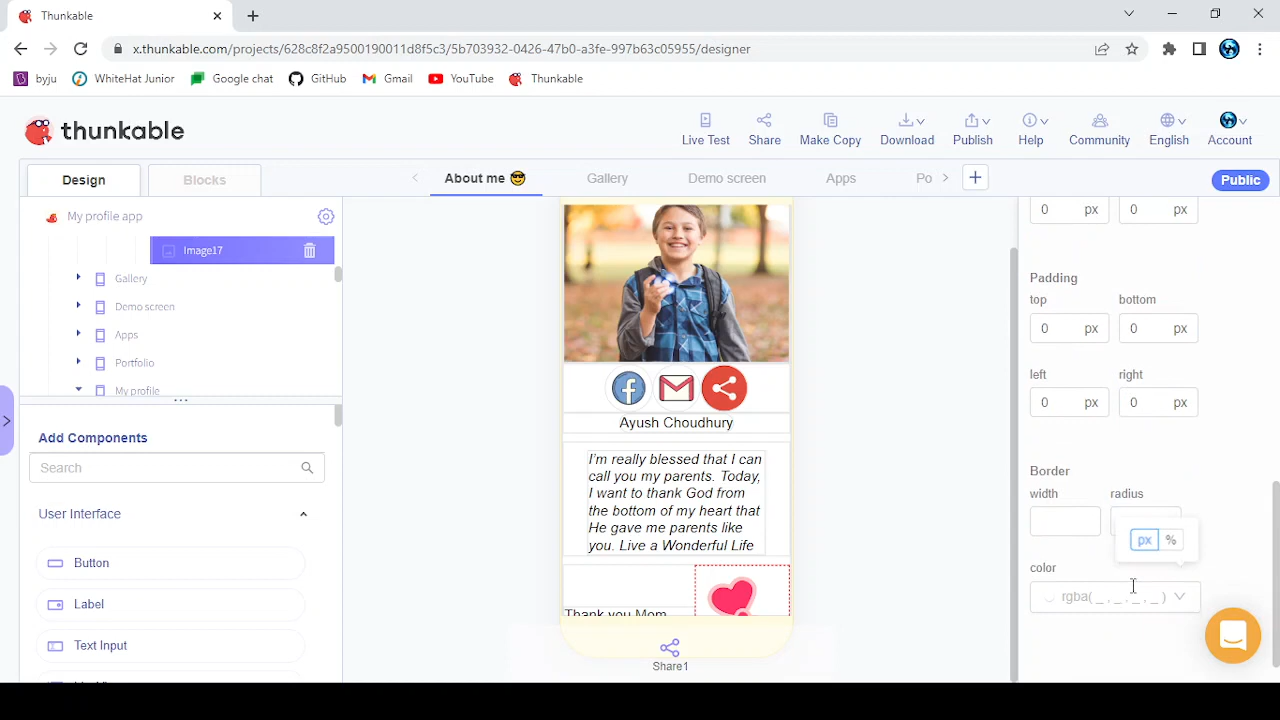 Thunkable
x.thunkable.com/projects/628c8f2a9500190011d8f5c3/5b703932-0426-47b0-a3fe-997b63c05955/designer
byju WhiteHat Junior Google chat GitHub Gmail YouTube Thunkable
thunkable
Live Test Share Make Copy Download Publish Help Community English Account
Design Blocks About me Gallery Demo screen Apps Po Public
My profile app
Image17
Gallery
Demo screen
Apps
Portfolio
My profile
Add Components
Search
User Interface
Button
Label
Text Input
Ayush Choudhury
I'm really blessed that I can
call you my parents. Today,
I want to thank God from
the bottom of my heart that
He gave me parents like
you. Live a Wonderful Life
Thank you Mom
Share1
0 px 0 px
Padding
top bottom
0 px 0 px
left right
0 px 0 px
Border
width radius
px %
color
rgba( _ , _ , _ , _ )